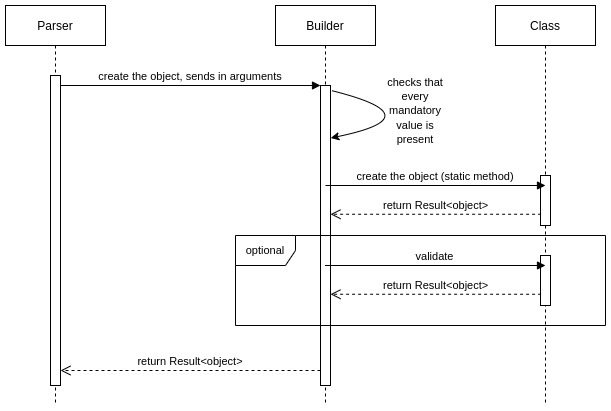 Parser
Builder
Class
create the object, sends in arguments
checks that
every
mandatory
value is
present
create the object (static method)
return Result<object>
optional
validate
return Result<object>
return Result<object>